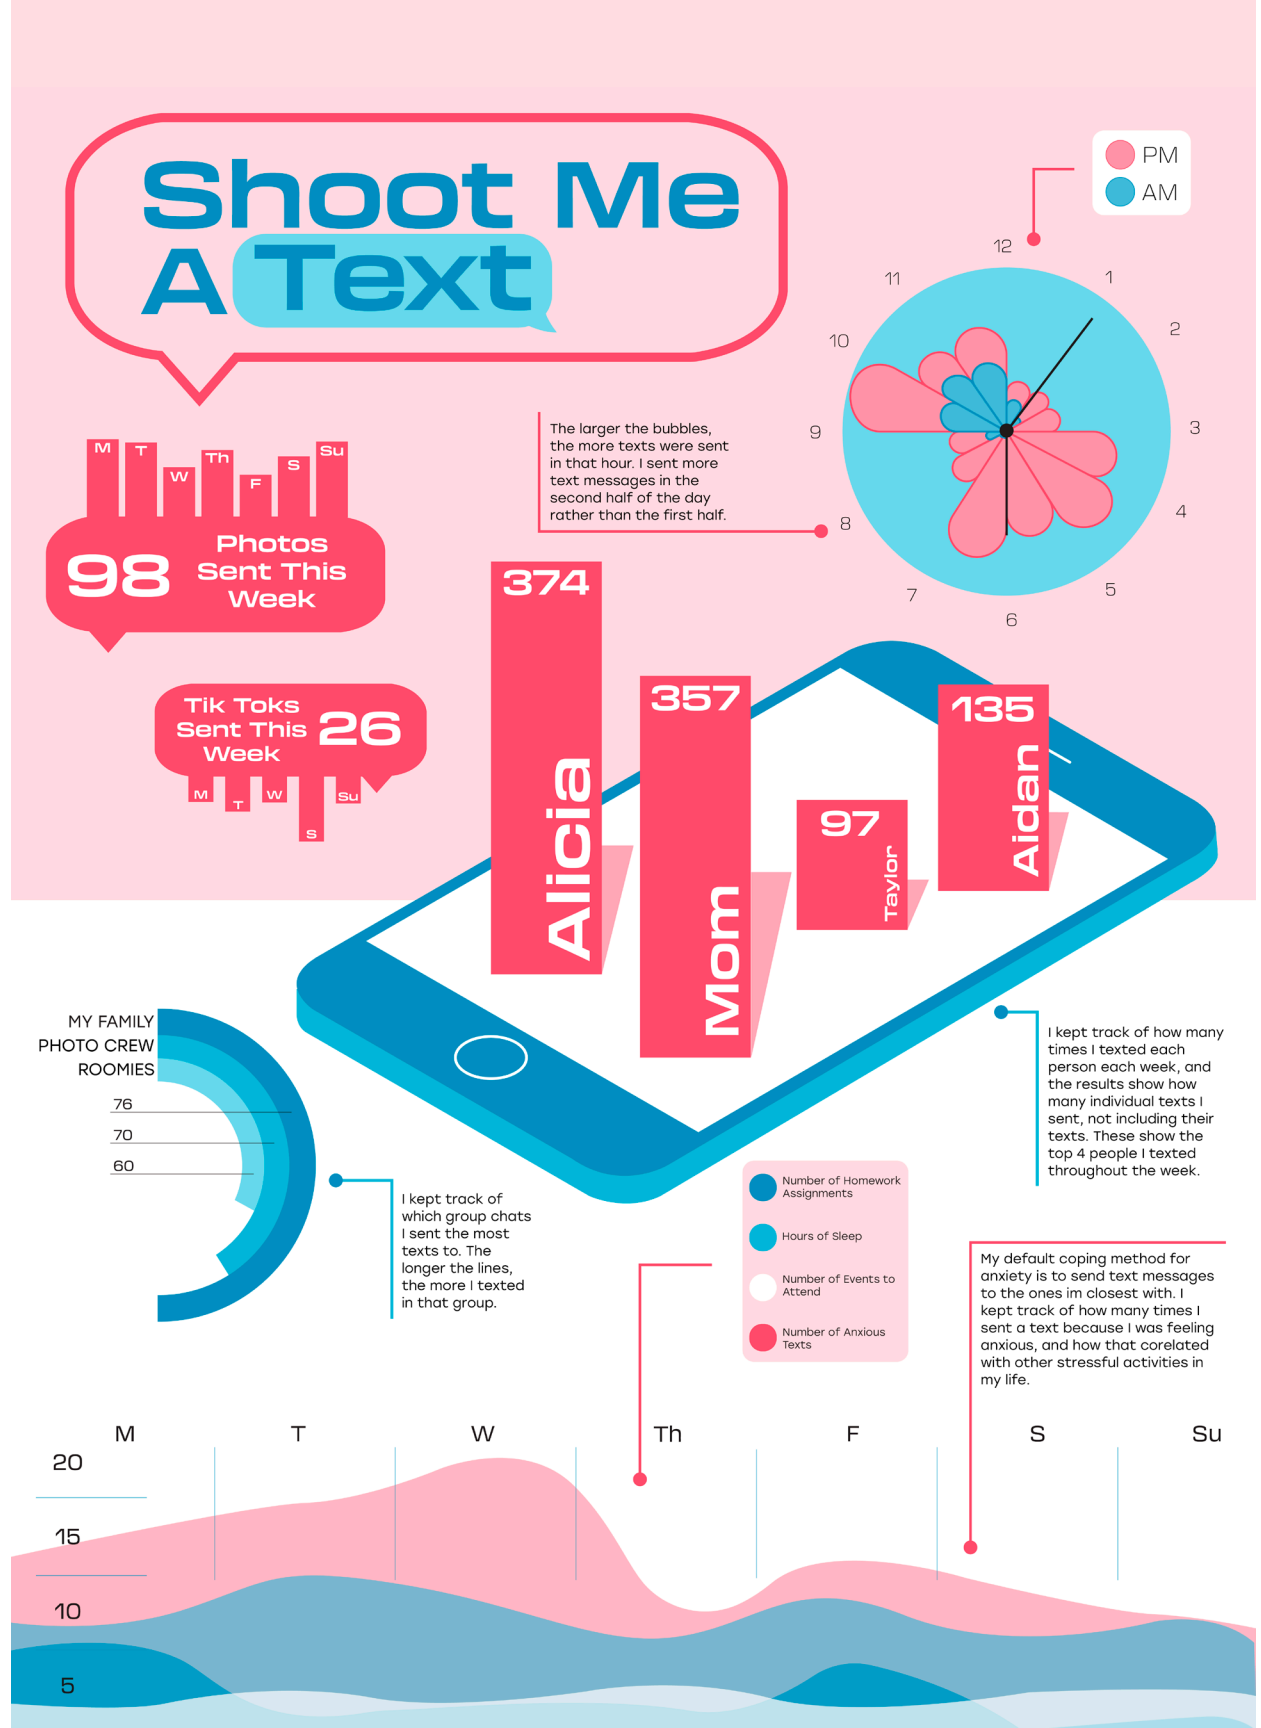 Shoot Me
A Text
PM
AM
12
1
2
3
4
5
6
7
8
9
10
11
The larger the bubbles,
the more texts were sent
in that hour. I sent more
text messages in the
second half of the day
rather than the first half.
M
T
W
Th
F
S
Su
98
Photos
Sent This
Week
Tik Toks
Sent This
Week
26
M
T
W
S
Su
374
Alicia
357
Mom
97
Taylor
135
Aidan
MY FAMILY
PHOTO CREW
ROOMIES
76
70
60
I kept track of
which group chats
I sent the most
texts to. The
longer the lines,
the more I texted
in that group.
I kept track of how many
times I texted each
person each week, and
the results show how
many individual texts I
sent, not including their
texts. These show the
top 4 people I texted
throughout the week.
Number of Homework
Assignments
Hours of Sleep
Number of Events to
Attend
Number of Anxious
Texts
My default coping method for
anxiety is to send text messages
to the ones im closest with. I
kept track of how many times I
sent a text because I was feeling
anxious, and how that corelated
with other stressful activities in
my life.
M
T
W
Th
F
S
Su
20
15
10
5